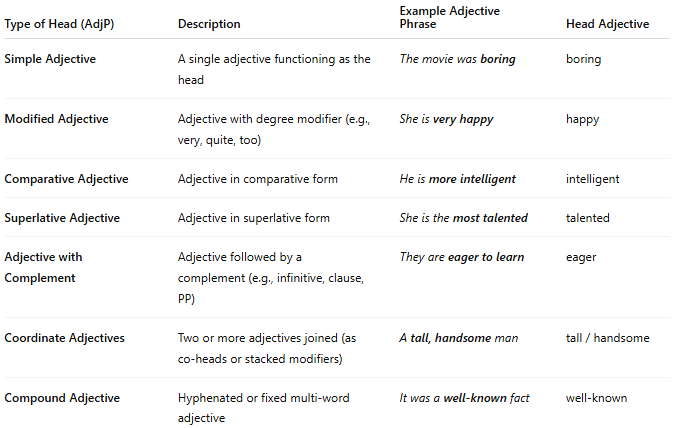 Type of Head (AdjP) Description Example Adjective Phrase Head Adjective
Simple Adjective A single adjective functioning as the head The movie was boring boring
Modified Adjective Adjective with degree modifier (e.g., very, quite, too) She is very happy happy
Comparative Adjective Adjective in comparative form He is more intelligent intelligent
Superlative Adjective Adjective in superlative form She is the most talented talented
Adjective with Complement Adjective followed by a complement (e.g., infinitive, clause, PP) They are eager to learn eager
Coordinate Adjectives Two or more adjectives joined (as co-heads or stacked modifiers) A tall, handsome man tall / handsome
Compound Adjective Hyphenated or fixed multi-word adjective It was a well-known fact well-known